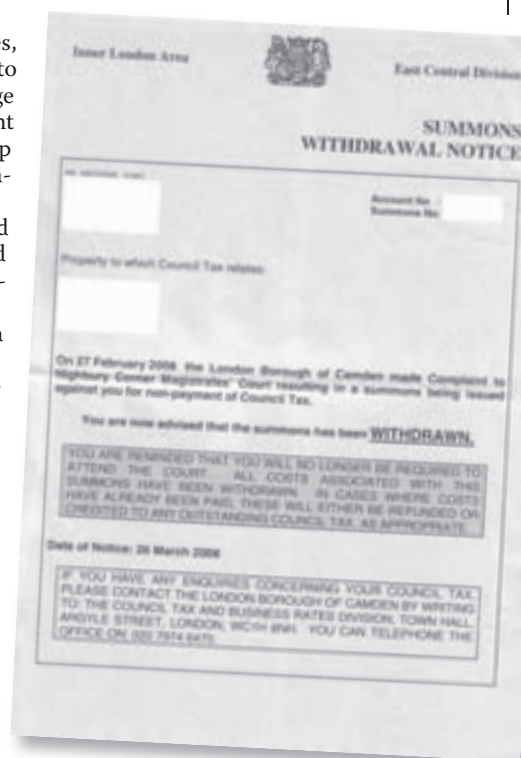 es,
to
ge
nt
p
a-
d
d
-
n
Inner London Area
East Central Division
SUMMONS
WITHDRAWAL NOTICE
Account No
Summons No
Property to which Council Tax relates:
On 27 February 2008 the London Borough of Camden made Complaint to
Highbury Corner Magistrates' Court resulting in a summons being issued
against you for non-payment of Council Tax.
You are now advised that the summons has been WITHDRAWN.
YOU ARE REMINDED THAT YOU WILL NO LONGER BE REQUIRED TO
ATTEND THE COURT. ALL COSTS ASSOCIATED WITH THIS
SUMMONS HAVE BEEN WITHDRAWN. IN CASES WHERE COSTS
HAVE ALREADY BEEN PAID, THESE WILL EITHER BE REFUNDED OR
CREDITED TO ANY OUTSTANDING COUNCIL TAX, AS APPROPRIATE.
Date of Notice: 26 March 2008
IF YOU HAVE ANY ENQUIRIES CONCERNING YOUR COUNCIL TAX,
PLEASE CONTACT THE LONDON BOROUGH OF CAMDEN BY WRITING
TO: THE COUNCIL TAX AND BUSINESS RATES DIVISION, TOWN HALL,
ARGYLE STREET, LONDON, WC1H 8NH. YOU CAN TELEPHONE THE
OFFICE ON: 020 7974 6470